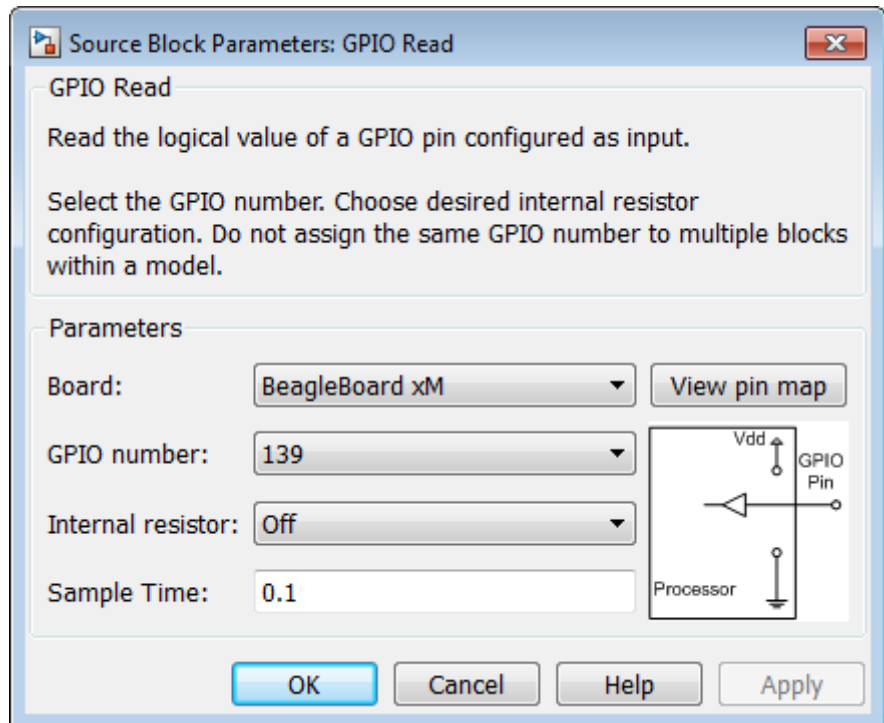 Source Block Parameters: GPIO Read
GPIO Read
Read the logical value of a GPIO pin configured as input.
Select the GPIO number. Choose desired internal resistor
configuration. Do not assign the same GPIO number to multiple blocks
within a model.
Parameters
Board: BeagleBoard xM View pin map
GPIO number: 139
Vdd
GPIO
Pin
Internal resistor: Off
Sample Time: 0.1
Processor
OK Cancel Help Apply